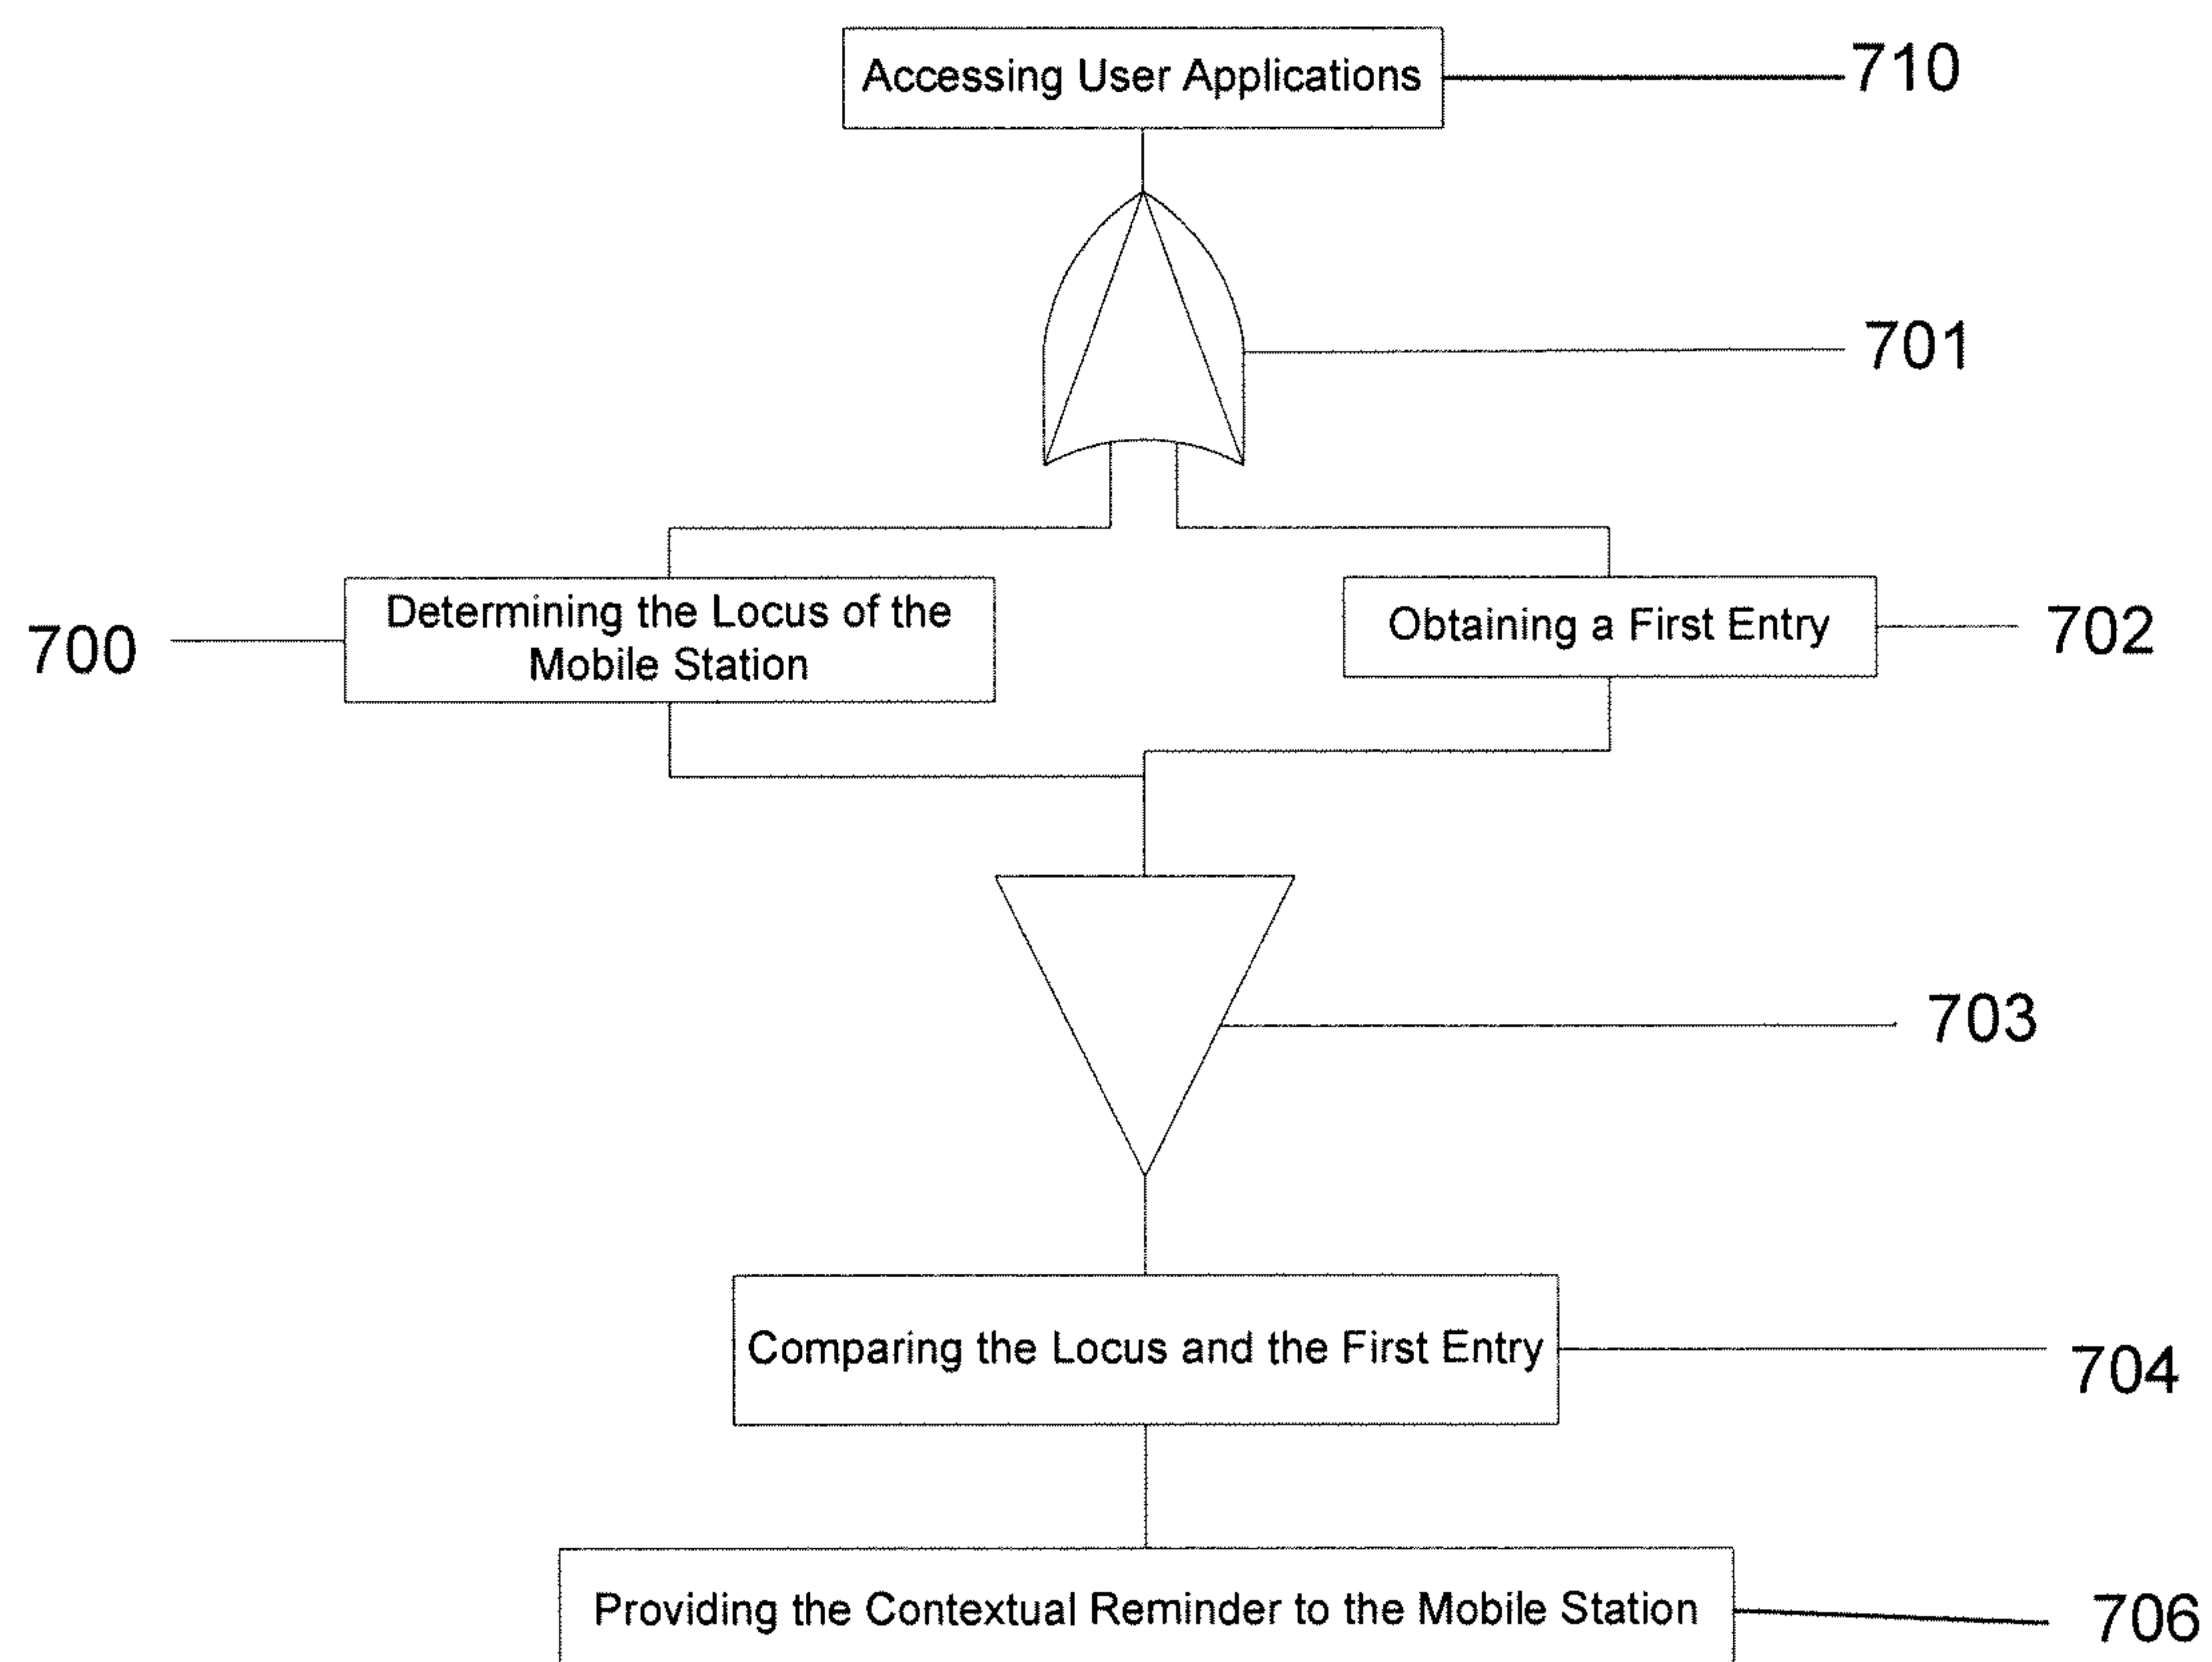 Accessing User Applications
710
701
Determining the Locus of the
Mobile Station
700
Obtaining a First Entry
702
703
Comparing the Locus and the First Entry
704
Providing the Contextual Reminder to the Mobile Station
706